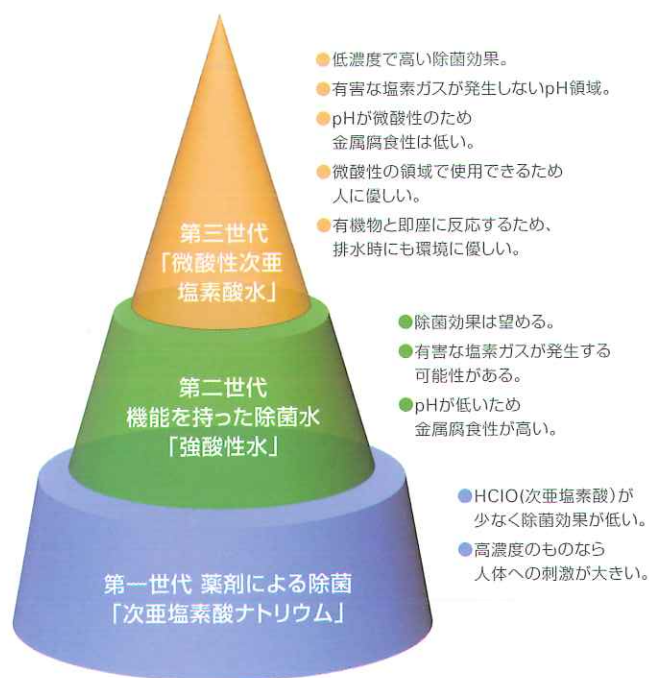 ●低濃度で高い除菌効果。
●有害な塩素ガスが発生しないpH領域。
●pHが微酸性のため
金属腐食性は低い。
●微酸性の領域で使用できるため
人に優しい。
●有機物と即座に反応するため、
排水時にも環境に優しい。
第三世代
「微酸性次亜
塩素酸水」
●除菌効果は望める。
●有害な塩素ガスが発生する
可能性がある。
●pHが低いため
金属腐食性が高い。
第二世代
機能を持った除菌水
「強酸性水」
●HClO(次亜塩素酸)が
少なく除菌効果が低い。
●高濃度のものなら
人体への刺激が大きい。
第一世代 薬剤による除菌
「次亜塩素酸ナトリウム」